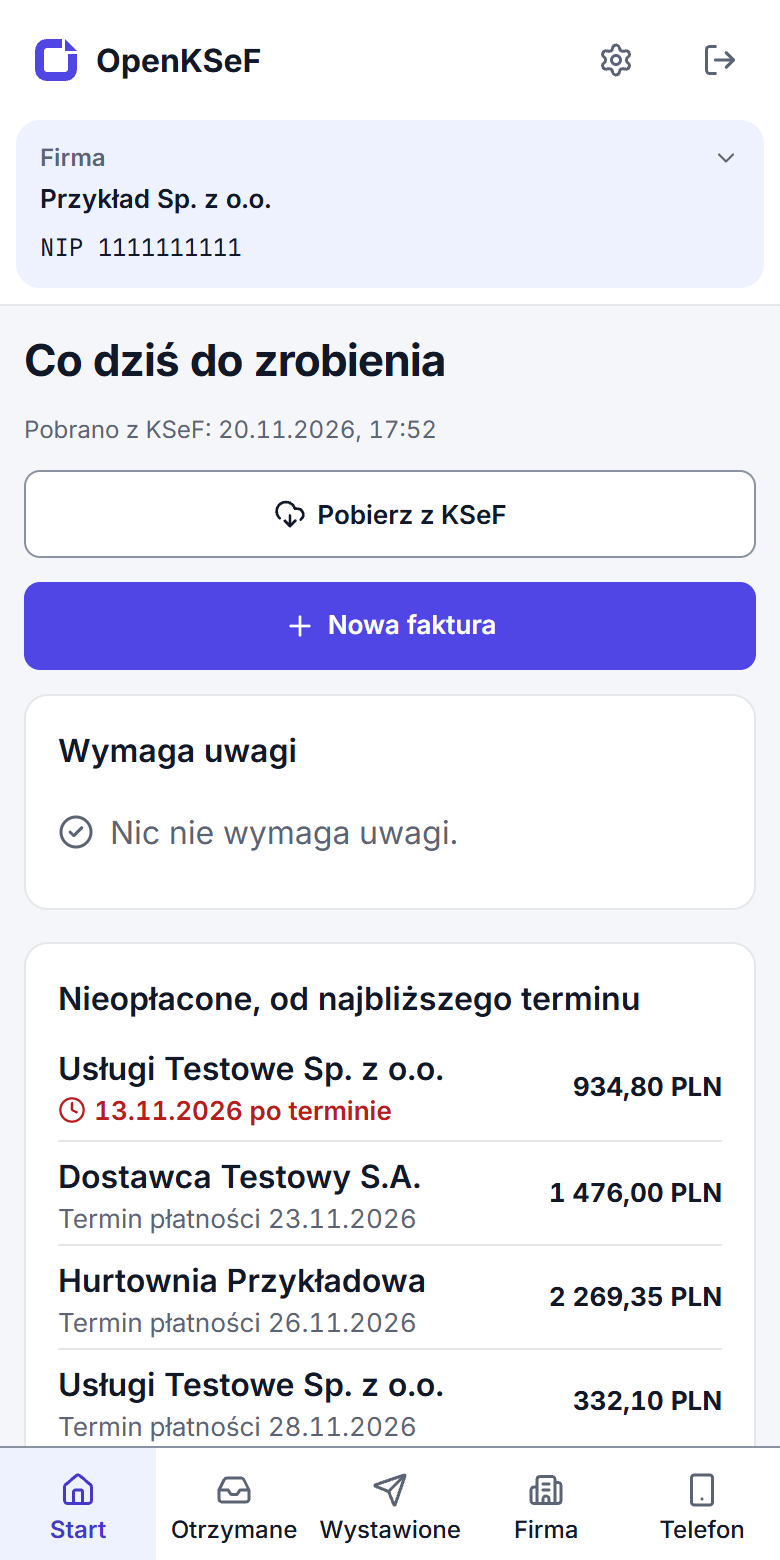 OpenKSeF
Firma
Przykład Sp. z o.o.
NIP 1111111111
Co dziś do zrobienia
Pobrano z KSeF: 20.11.2026, 17:52
Pobierz z KSeF
Nowa faktura
Wymaga uwagi
Nic nie wymaga uwagi.
Nieopłacone, od najbliższego terminu
Usługi Testowe Sp. z o.o.
934,80 PLN
13.11.2026 po terminie
Dostawca Testowy S.A.
1 476,00 PLN
Termin płatności 23.11.2026
Hurtownia Przykładowa
2 269,35 PLN
Termin płatności 26.11.2026
Usługi Testowe Sp. z o.o.
332,10 PLN
Termin płatności 28.11.2026
Start
Otrzymane
Wystawione
Firma
Telefon